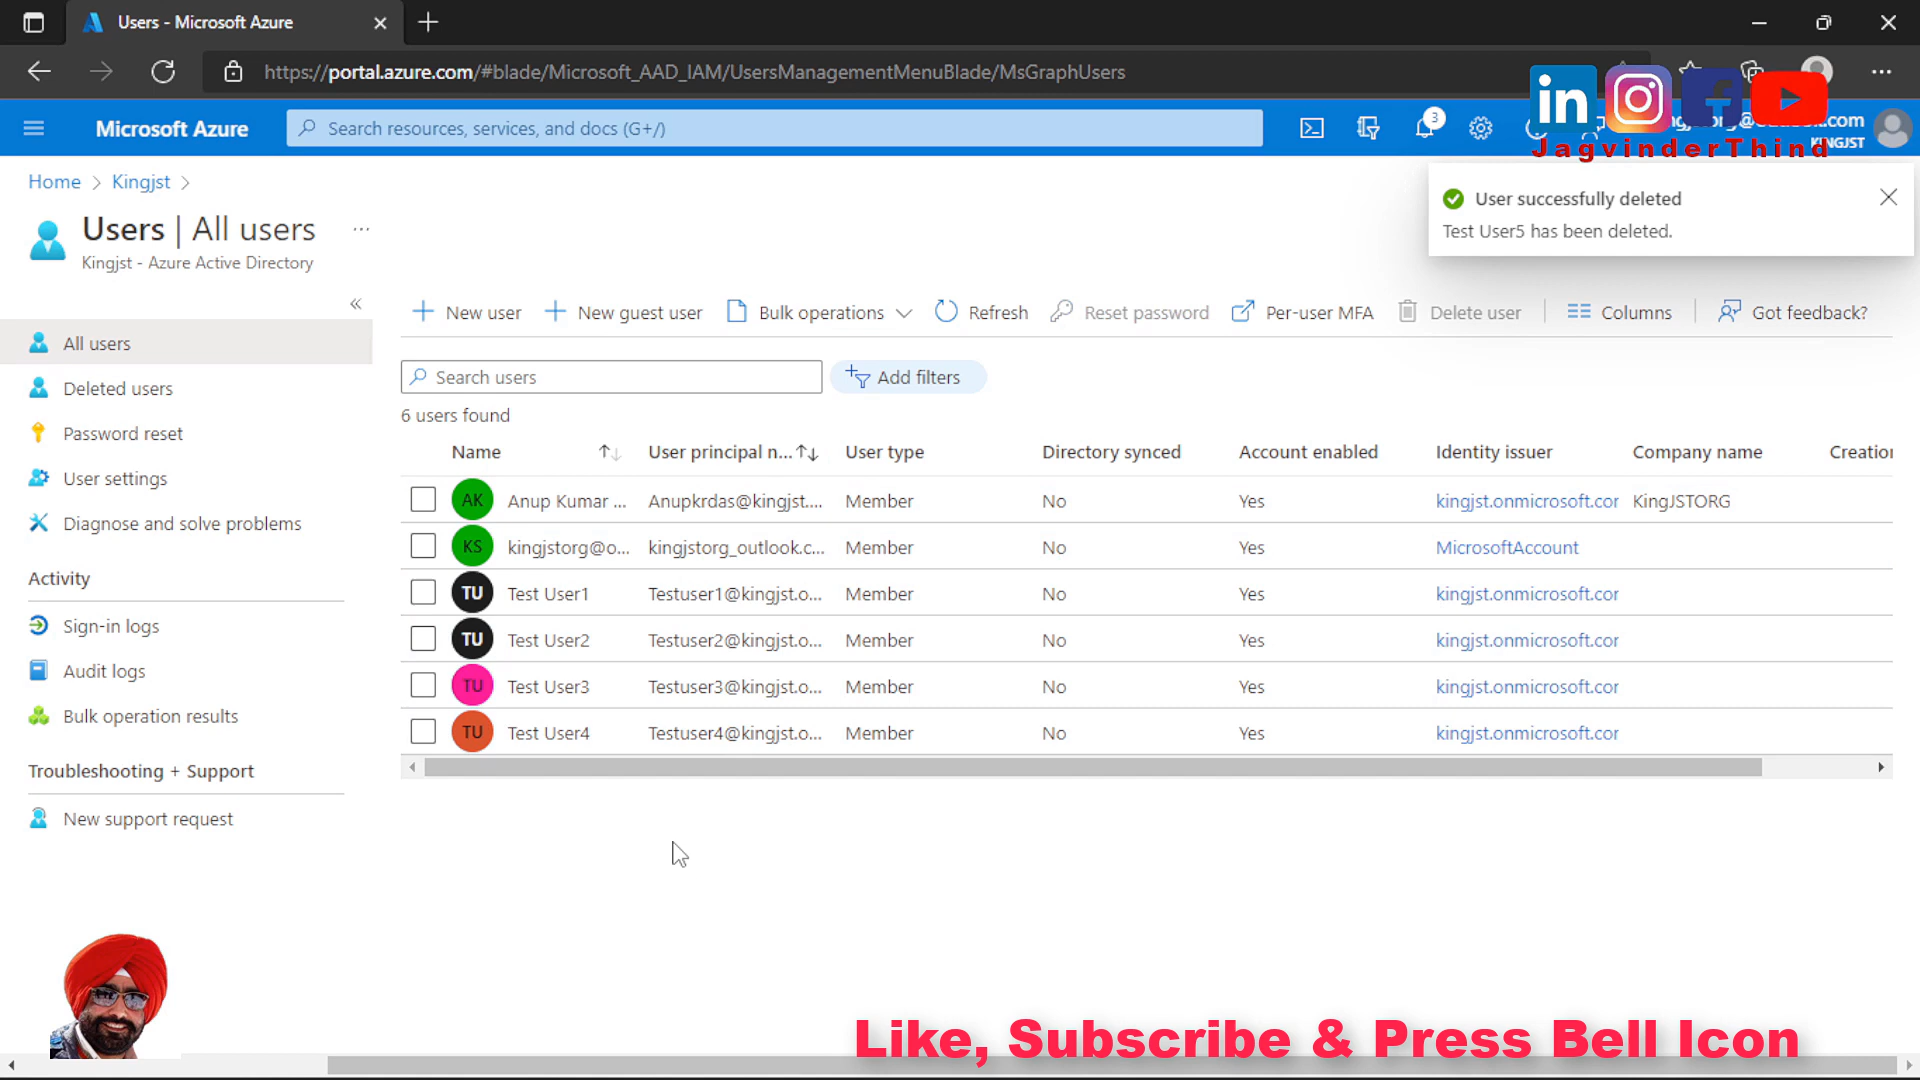 Users - Microsoft Azure
https://portal.azure.com/#blade/Microsoft_AAD_IAM/UsersManagementMenuBlade/MsGraphUsers
Microsoft Azure
Search resources, services, and docs (G+/)
3
KINGJST
in
JagvinderThind
Home > Kingjst >
Users | All users ...
Kingjst - Azure Active Directory
User successfully deleted
Test User5 has been deleted.
«
All users
Deleted users
Password reset
User settings
Diagnose and solve problems
Activity
Sign-in logs
Audit logs
Bulk operation results
Troubleshooting + Support
New support request
New user
New guest user
Bulk operations
Refresh
Reset password
Per-user MFA
Delete user
Columns
Got feedback?
Search users
Add filters
6 users found
Name User principal n... User type Directory synced Account enabled Identity issuer Company name Creatior
AK Anup Kumar ... Anupkrdas@kingjst.... Member No Yes kingjst.onmicrosoft.cor KingJSTORG
KS kingjstorg@o... kingjstorg_outlook.c... Member No Yes MicrosoftAccount
TU Test User1 Testuser1@kingjst.o... Member No Yes kingjst.onmicrosoft.cor
TU Test User2 Testuser2@kingjst.o... Member No Yes kingjst.onmicrosoft.cor
TU Test User3 Testuser3@kingjst.o... Member No Yes kingjst.onmicrosoft.cor
TU Test User4 Testuser4@kingjst.o... Member No Yes kingjst.onmicrosoft.cor
Like, Subscribe & Press Bell Icon